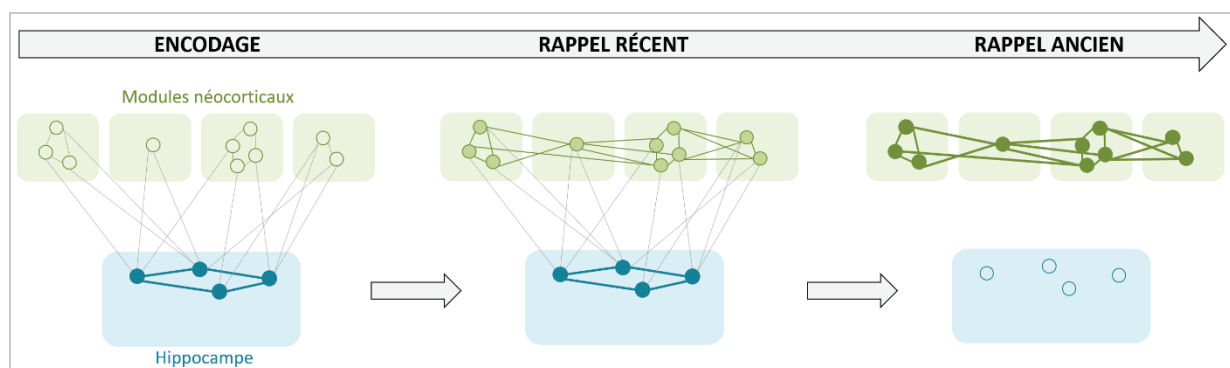 ENCODAGE
RAPPEL RÉCENT
RAPPEL ANCIEN
Modules néocorticaux
Hippocampe